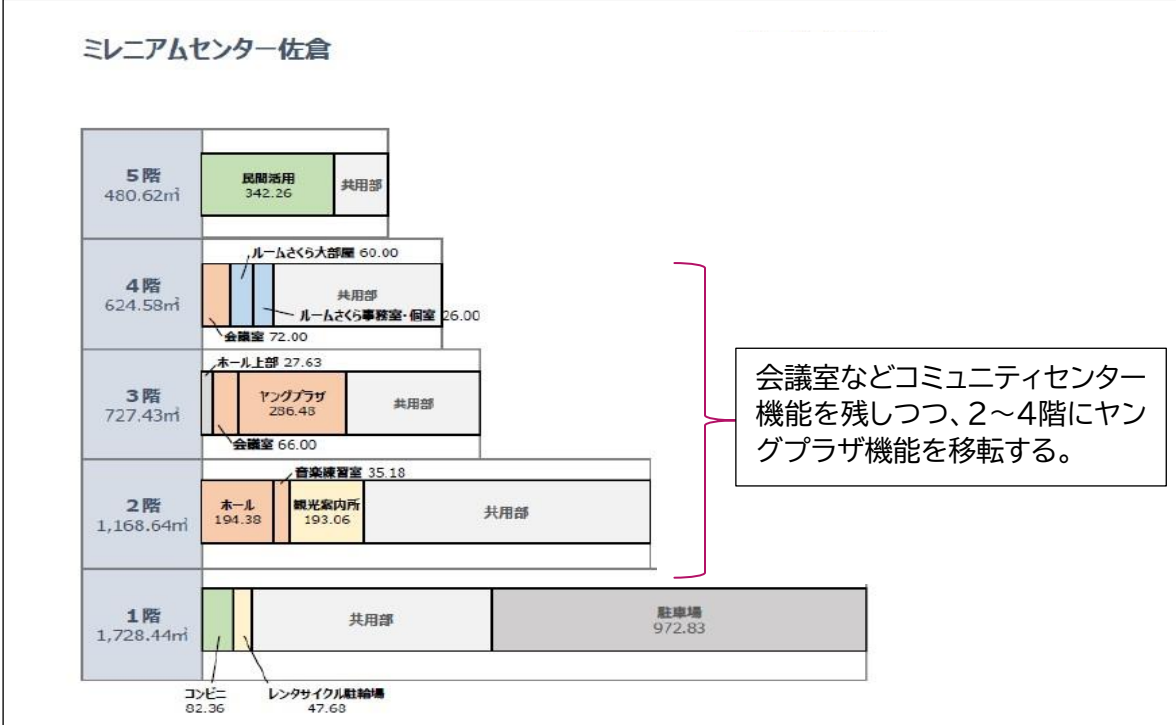 ミレニアムセンター佐倉
5階
480.62㎡
民間活用
342.26
共用部
ルームさくら大部屋 60.00
4階
624.58㎡
共用部
ルームさくら事務室・個室 26.00
会議室 72.00
ホール上部 27.63
3階
727.43㎡
ヤングプラザ
286.48
共用部
会議室 66.00
音楽練習室 35.18
2階
1,168.64㎡
ホール
194.38
観光案内所
193.06
共用部
1階
1,728.44㎡
共用部
駐車場
972.83
コンビニ
82.36
レンタサイクル駐輪場
47.68
会議室などコミュニティセンター
機能を残しつつ、2～4階にヤン
グプラザ機能を移転する。